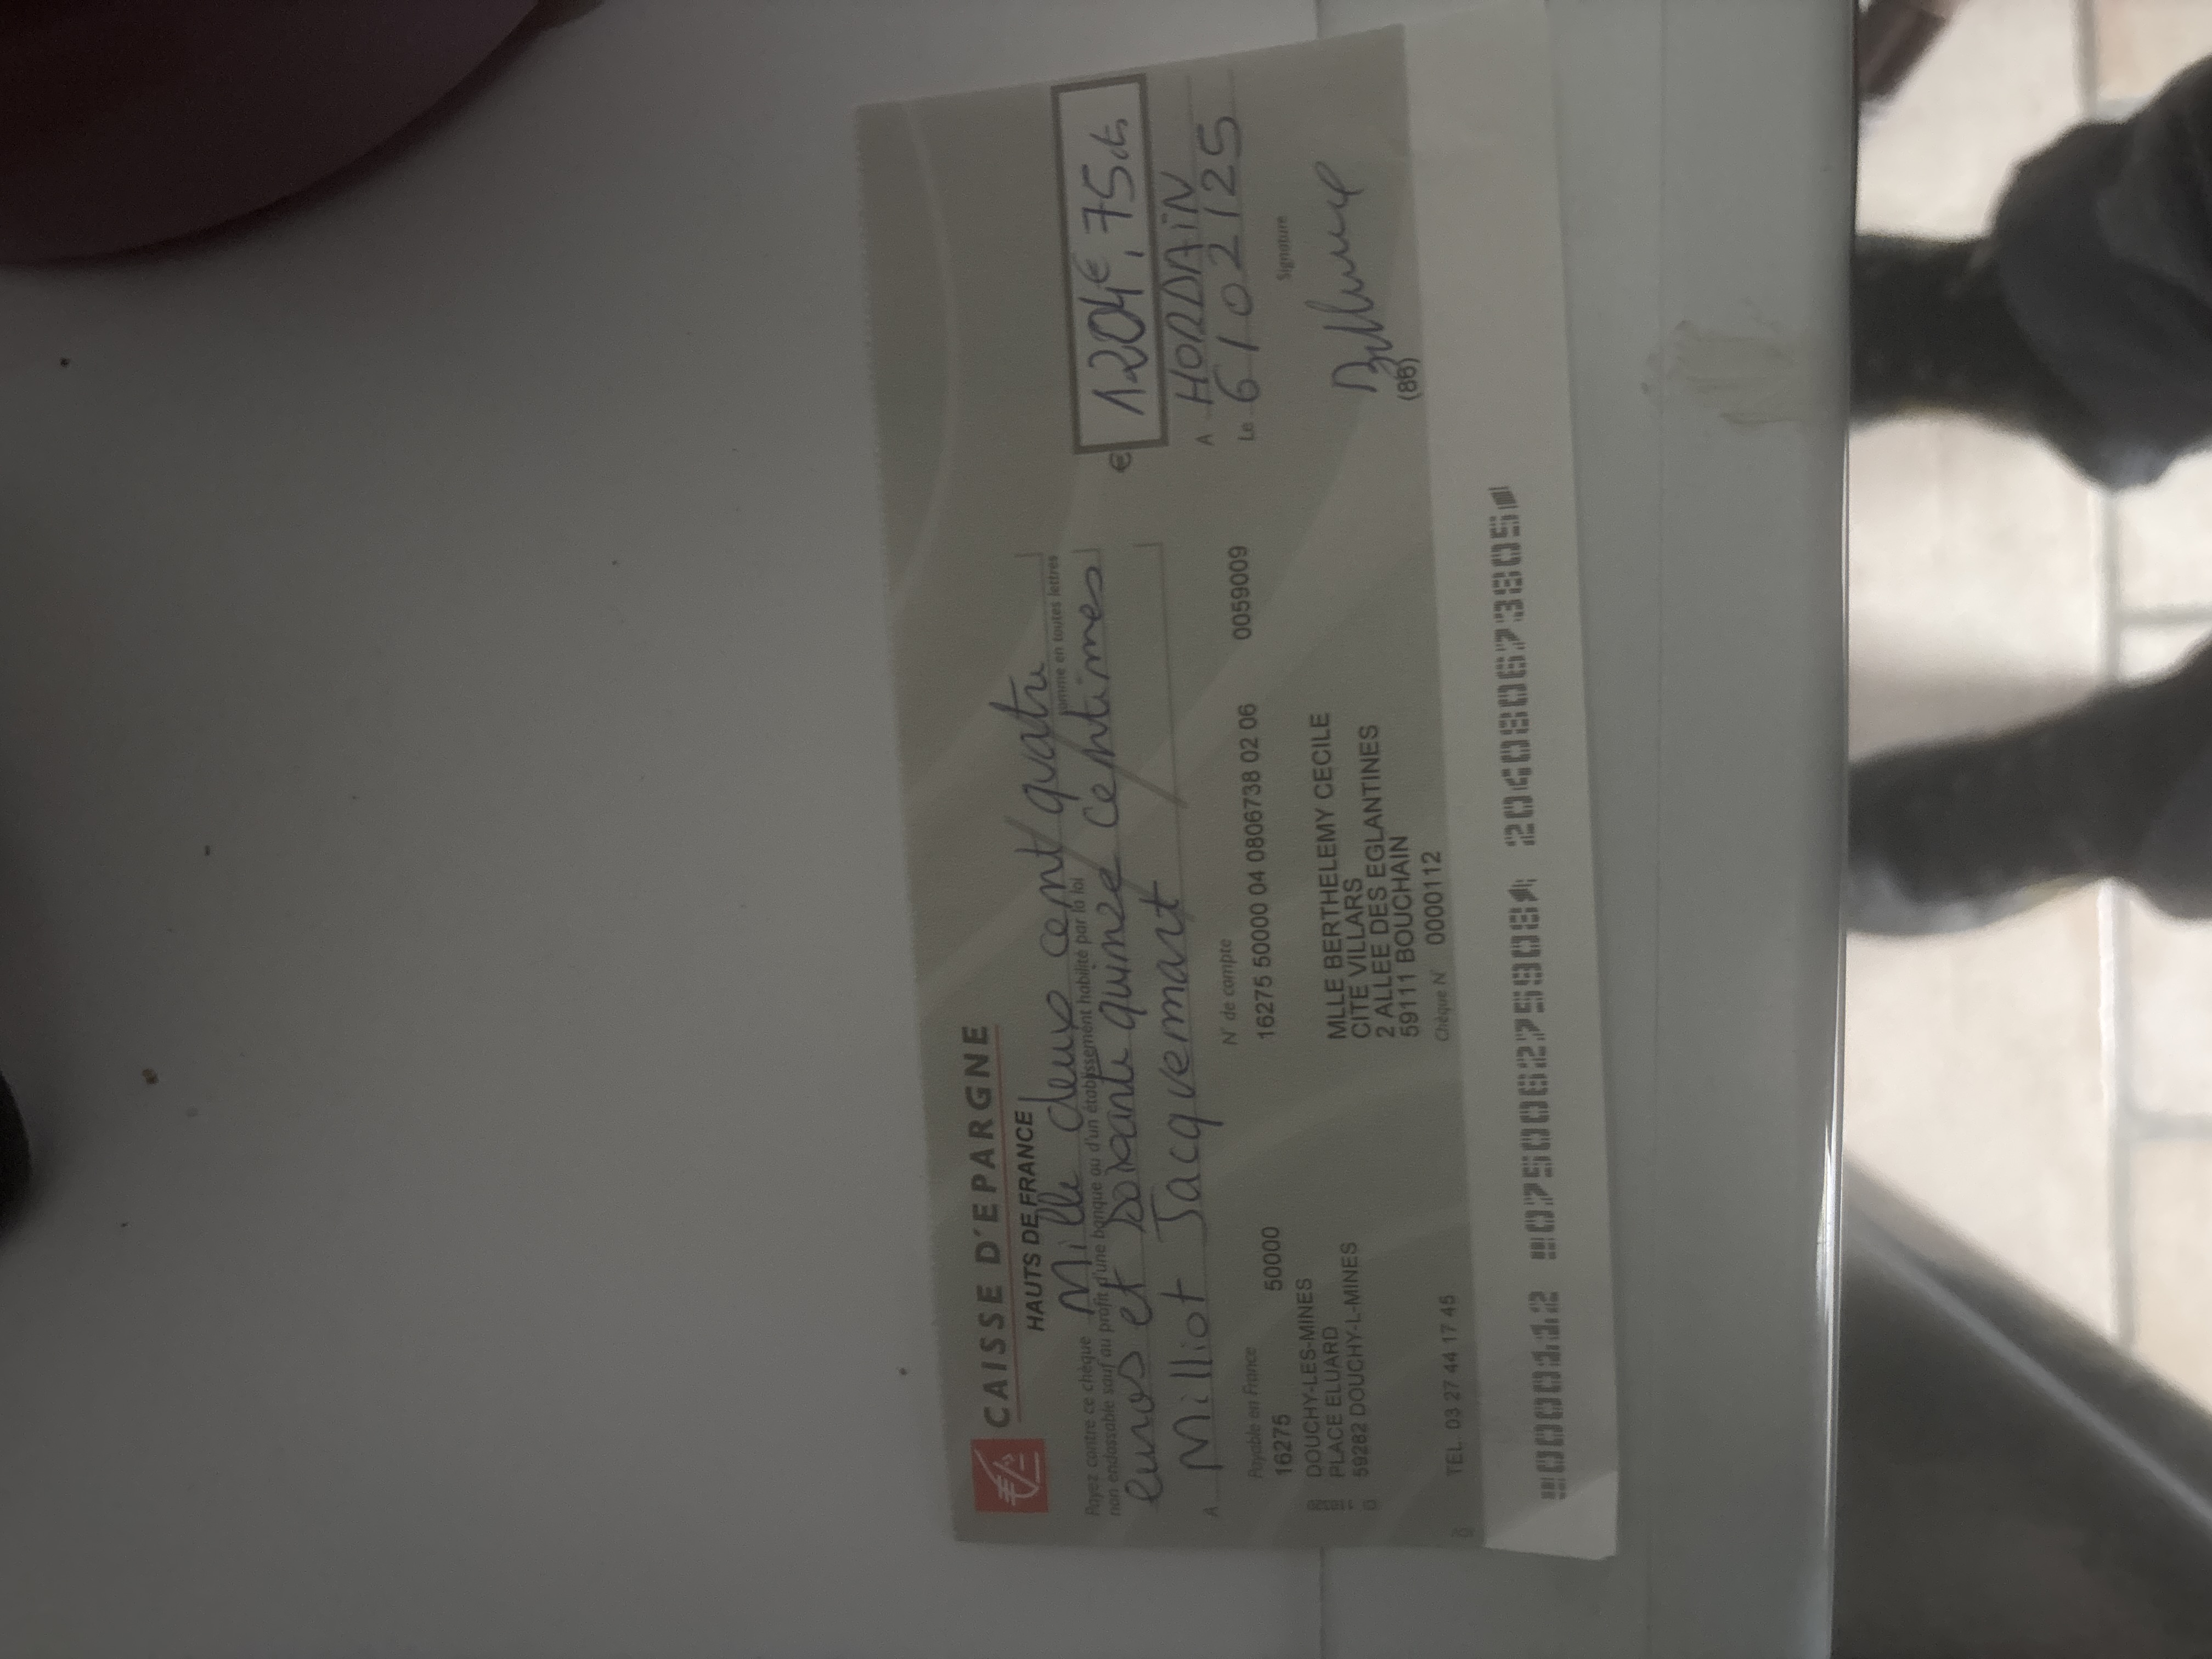 CAISSE D'EPARGNE
HAUTS DE FRANCE
Payez contre ce chèque Mille deux cent quatre
non endossable sauf au profit d'une banque ou d'un établissement habilité par la loi somme en toutes lettres
euros et soixante quinze centimes
€ 1204€, 75cts
A Milliot Jacquemart
A HORDAIN
Le 6/02/25
Payable en France
16275 50000
DOUCHY-LES-MINES
PLACE ELUARD
59282 DOUCHY-L-MINES
TEL. 03 27 44 17 45
N° de compte
16275 50000 04 0806738 02 06 0059009
MLLE BERTHELEMY CECILE
CITE VILLARS
2 ALLEE DES EGLANTINES
59111 BOUCHAIN
Chèque N° 0000112
Signature
(86)
0000112 075006275908 204080673805